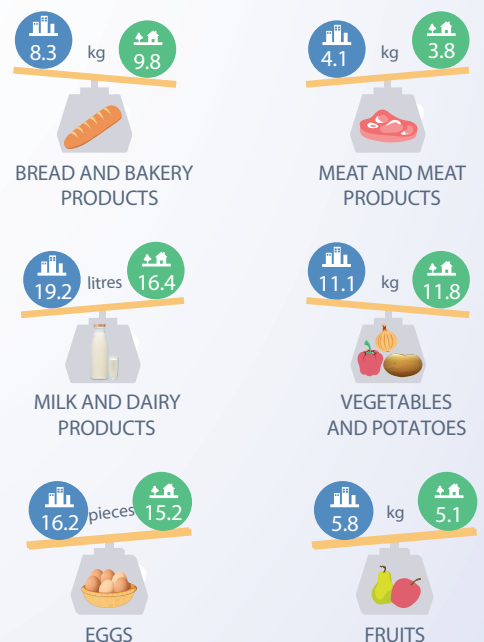 8.3 kg 9.8
BREAD AND BAKERY
PRODUCTS
4.1 kg 3.8
MEAT AND MEAT
PRODUCTS
19.2 litres 16.4
MILK AND DAIRY
PRODUCTS
11.1 kg 11.8
VEGETABLES
AND POTATOES
16.2 pieces 15.2
EGGS
5.8 kg 5.1
FRUITS